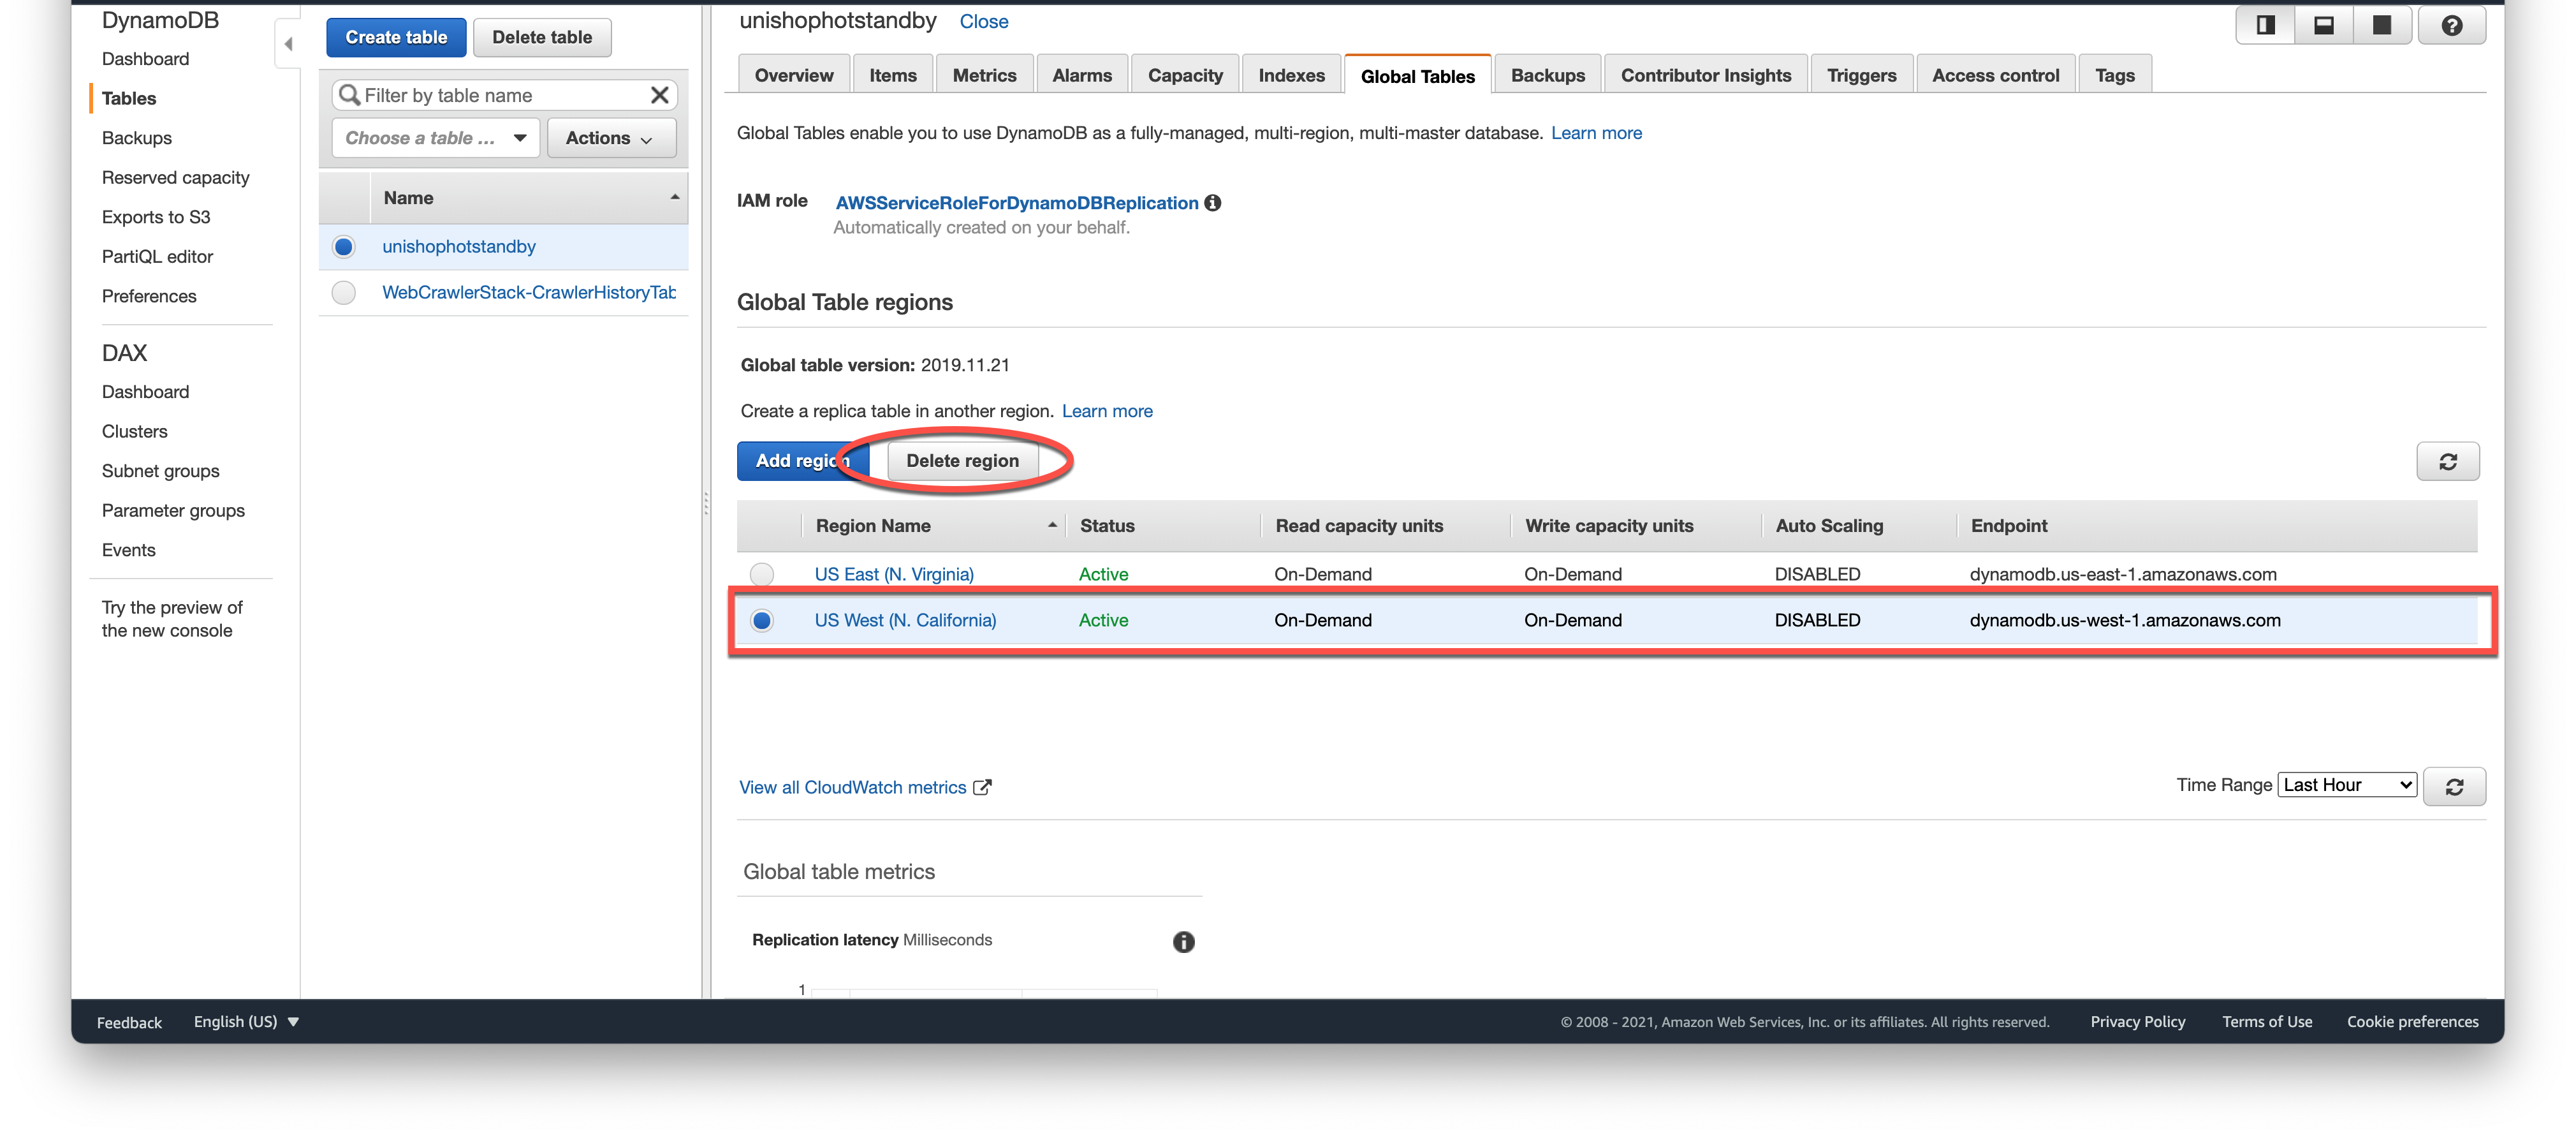 DynamoDB
Dashboard
Tables
Backups
Reserved capacity
Exports to S3
PartiQL editor
Preferences
DAX
Dashboard
Clusters
Subnet groups
Parameter groups
Events
Try the preview of
the new console
Create table
Delete table
Filter by table name
Choose a table ...
Actions
Name
unishophotstandby
WebCrawlerStack-CrawlerHistoryTab
unishophotstandby Close
Overview Items Metrics Alarms Capacity Indexes Global Tables Backups Contributor Insights Triggers Access control Tags
Global Tables enable you to use DynamoDB as a fully-managed, multi-region, multi-master database. Learn more
IAM role AWSServiceRoleForDynamoDBReplication
Automatically created on your behalf.
Global Table regions
Global table version: 2019.11.21
Create a replica table in another region. Learn more
Add region Delete region
Region Name Status Read capacity units Write capacity units Auto Scaling Endpoint
US East (N. Virginia) Active On-Demand On-Demand DISABLED dynamodb.us-east-1.amazonaws.com
US West (N. California) Active On-Demand On-Demand DISABLED dynamodb.us-west-1.amazonaws.com
View all CloudWatch metrics
Time Range Last Hour
Global table metrics
Replication latency Milliseconds
1
Feedback English (US) © 2008 - 2021, Amazon Web Services, Inc. or its affiliates. All rights reserved. Privacy Policy Terms of Use Cookie preferences